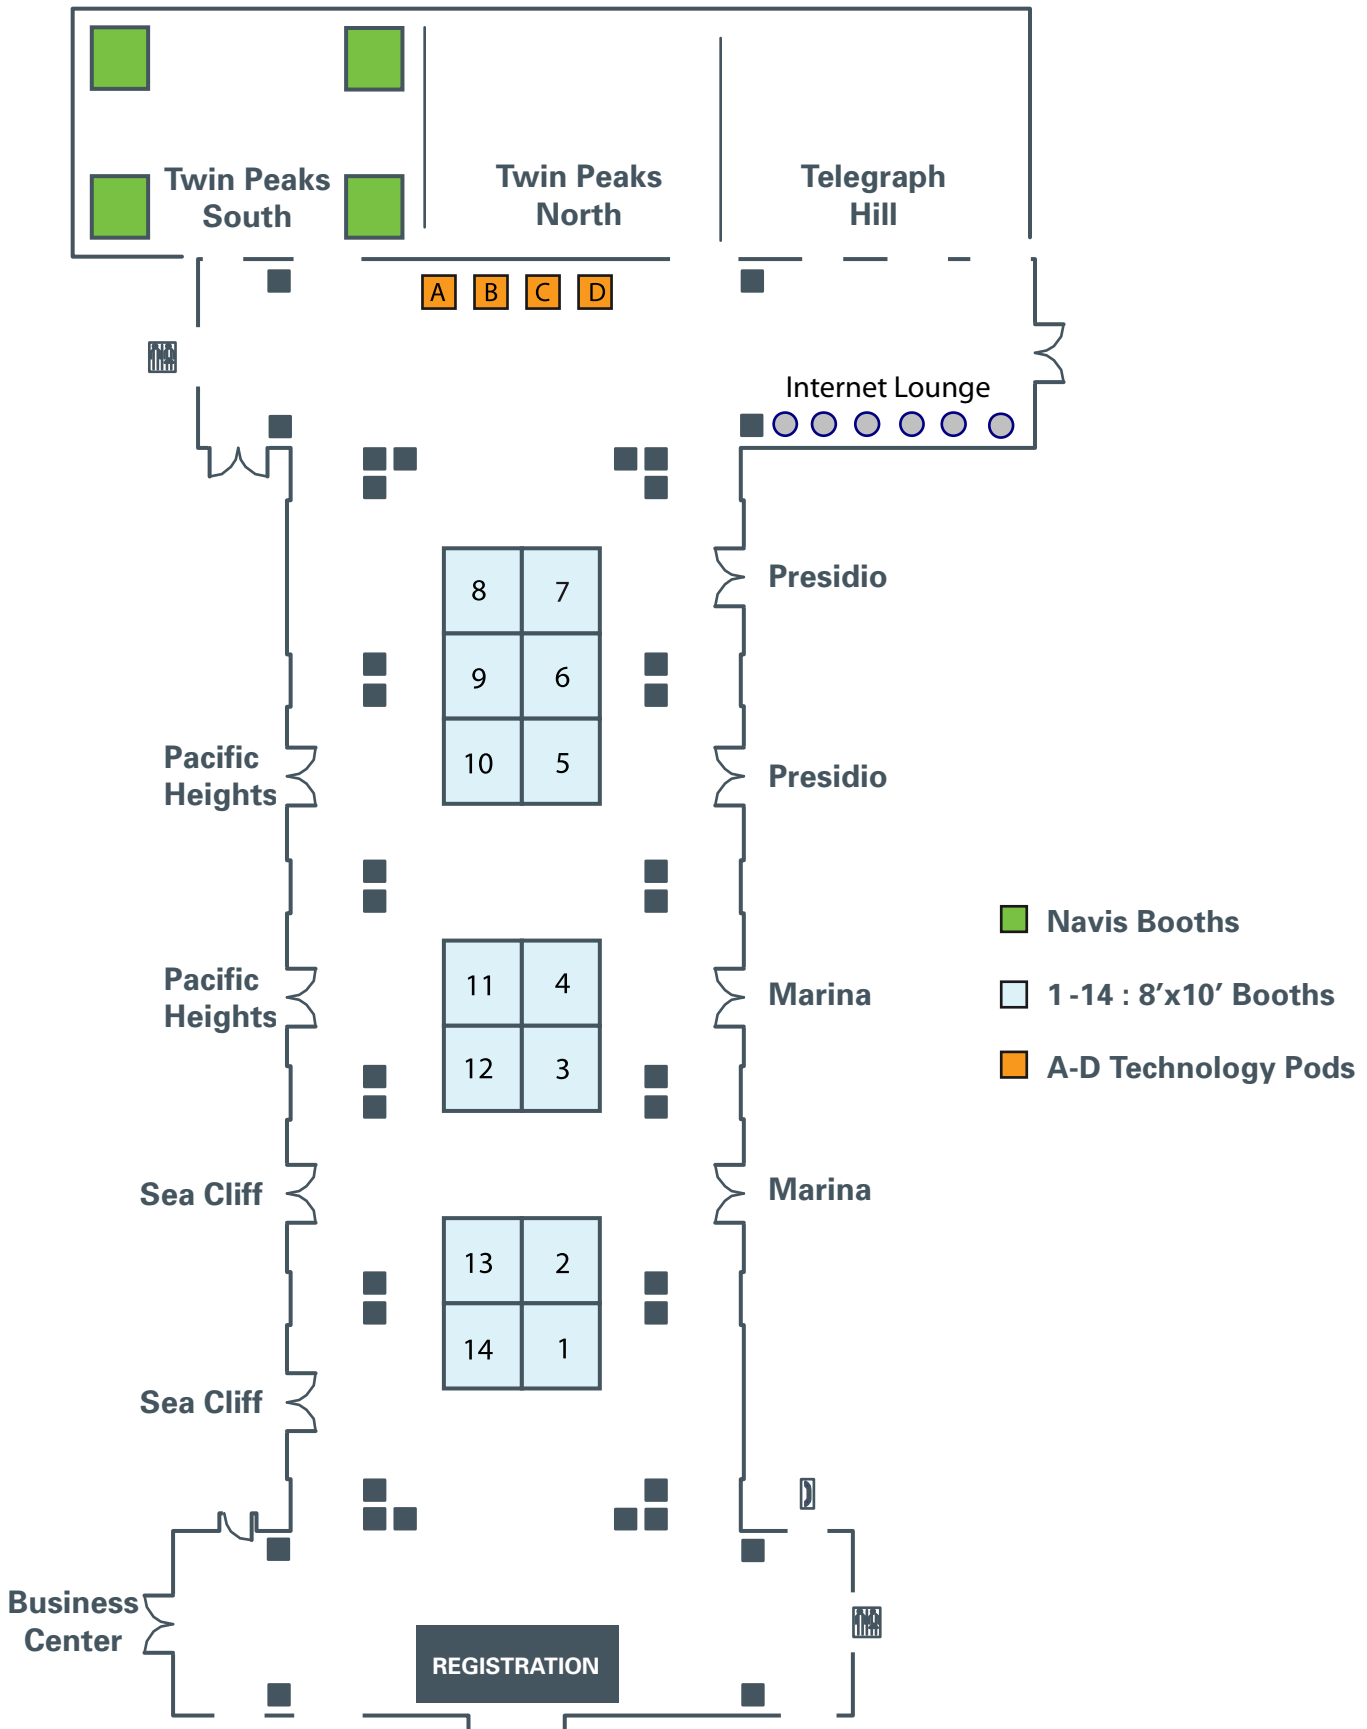 Twin Peaks
South
Twin Peaks
North
Telegraph
Hill
A
B
C
D
Internet Lounge
8
7
Presidio
9
6
Pacific
Heights
10
5
Presidio
Navis Booths
Pacific
Heights
11
4
Marina
1-14 : 8’x10’ Booths
12
3
A-D Technology Pods
Sea Cliff
Marina
13
2
14
1
Sea Cliff
Business
Center
REGISTRATION